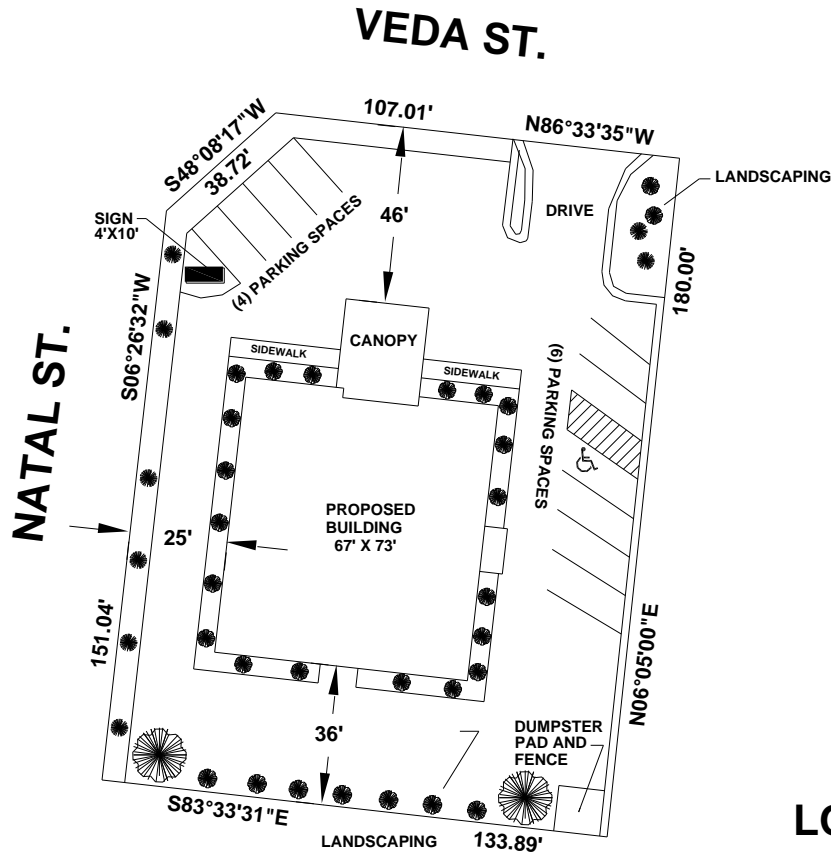 VEDA ST.
107.01'
N86°33'35"W
S48°08'17"W
38.72'
LANDSCAPING
SIGN
4'X10'
46'
DRIVE
(4) PARKING SPACES
180.00'
S06°26'32"W
CANOPY
SIDEWALK
SIDEWALK
(6) PARKING SPACES
NATAL ST.
PROPOSED
BUILDING
67' X 73'
25'
151.04'
N06°05'00"E
36'
DUMPSTER
PAD AND
FENCE
S83°33'31"E
LANDSCAPING
133.89'
LO